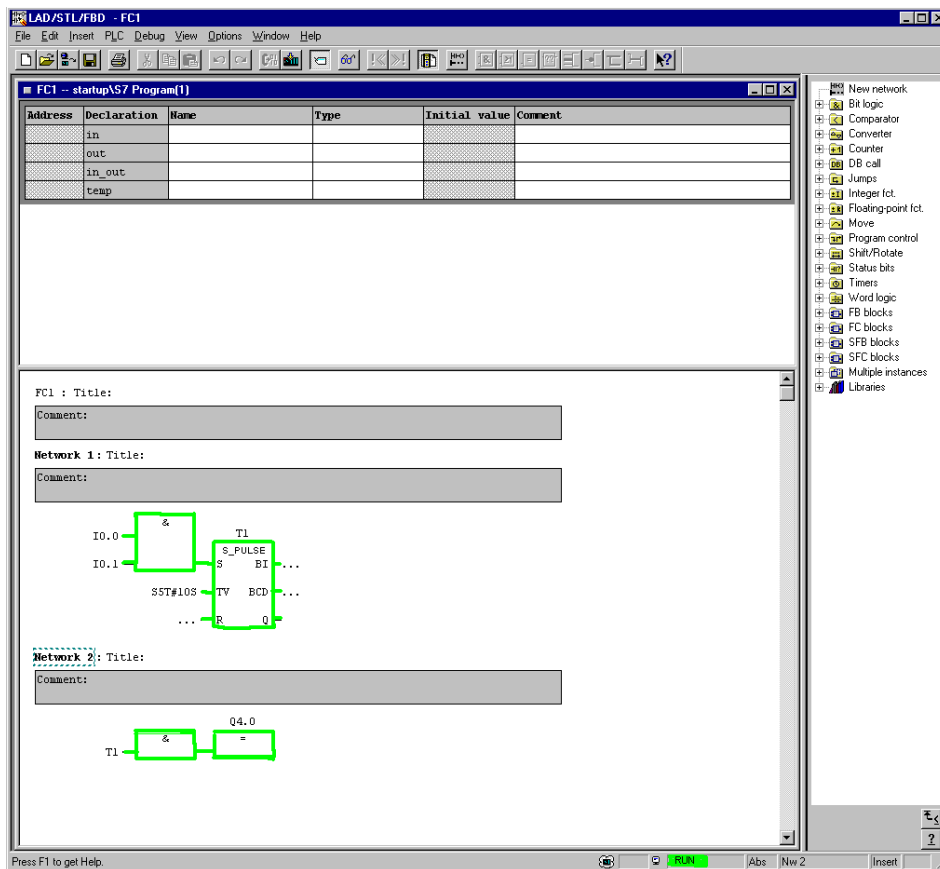 LAD/STL/FBD - FC1
File Edit Insert PLC Debug View Options Window Help
FC1 -- startup\S7 Program(1)
Address Declaration Name Type Initial value Comment
in
out
in_out
temp
New network
Bit logic
Comparator
Converter
Counter
DB call
Jumps
Integer fct.
Floating-point fct.
Move
Program control
Shift/Rotate
Status bits
Timers
Word logic
FB blocks
FC blocks
SFB blocks
SFC blocks
Multiple instances
Libraries
FC1 : Title:
Comment:
Network 1: Title:
Comment:
&
I0.0
T1
S_PULSE
I0.1 S BI ...
S5T#10S TV BCD ...
... R Q
Network 2: Title:
Comment:
Q4.0
& =
T1
Press F1 to get Help.
RUN Abs Nw 2 Insert